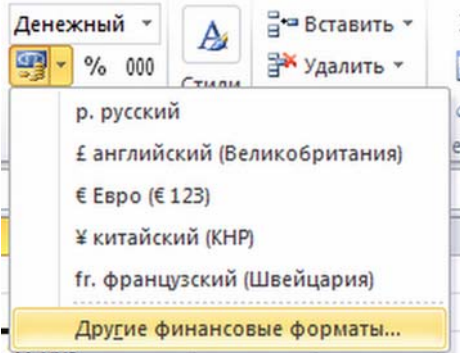 Денежный
Вставить
% 000
Удалить
Стили
р. русский
£ английский (Великобритания)
€ Евро (€ 123)
¥ китайский (КНР)
fr. французский (Швейцария)
Другие финансовые форматы...